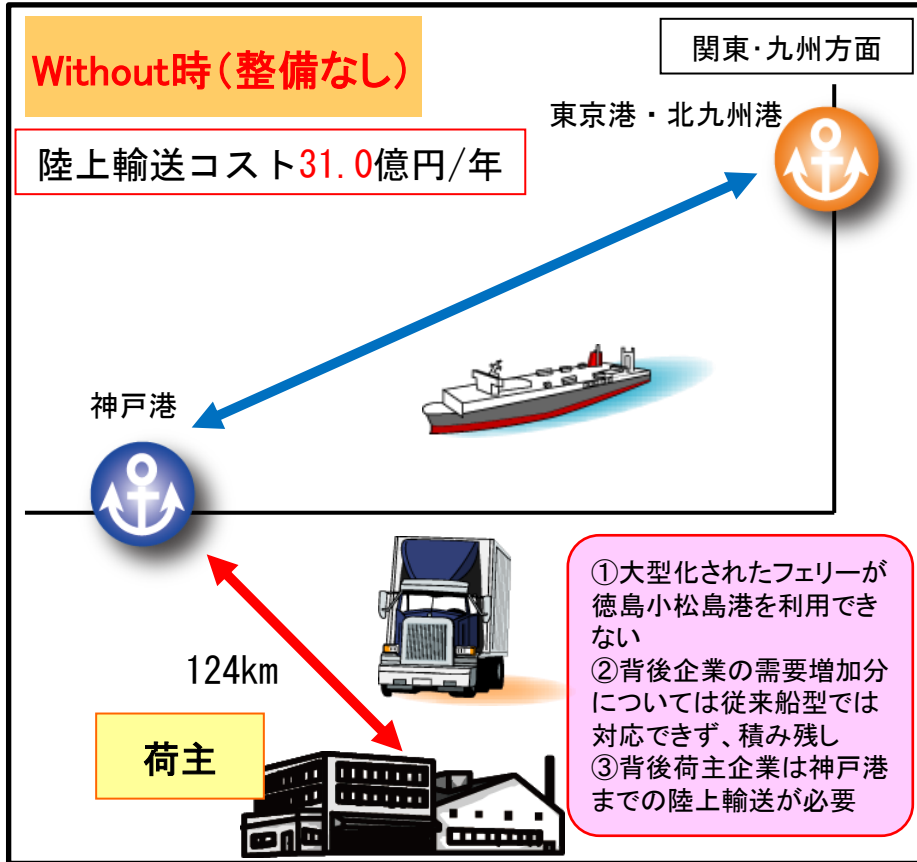 Without時（整備なし）
関東･九州方面
東京港・北九州港
陸上輸送コスト31.0億円/年
神戸港
124km
荷主
①大型化されたフェリーが
徳島小松島港を利用でき
ない
②背後企業の需要増加分
については従来船型では
対応できず、積み残し
③背後荷主企業は神戸港
までの陸上輸送が必要